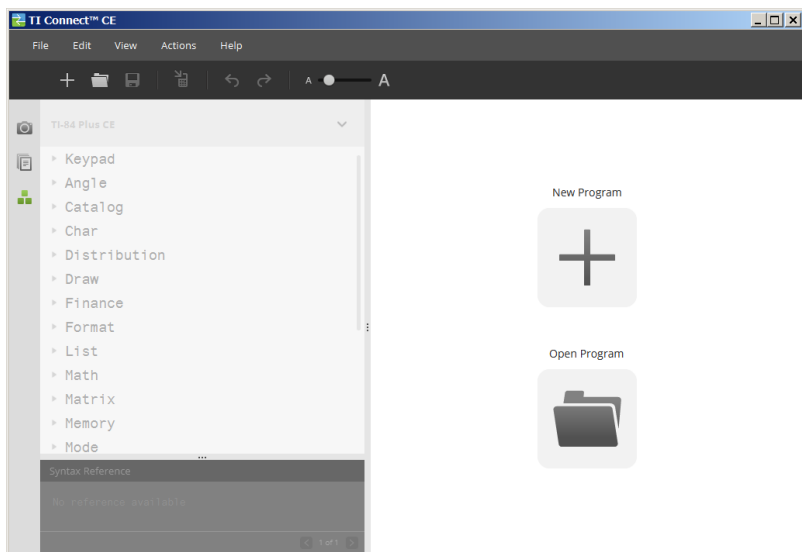 TI Connect™ CE
File Edit View Actions Help
A A
TI-84 Plus CE
Keypad
Angle
Catalog
Char
Distribution
Draw
Finance
Format
List
Math
Matrix
Memory
Mode
Syntax Reference
No reference available
1 of 1
New Program
Open Program